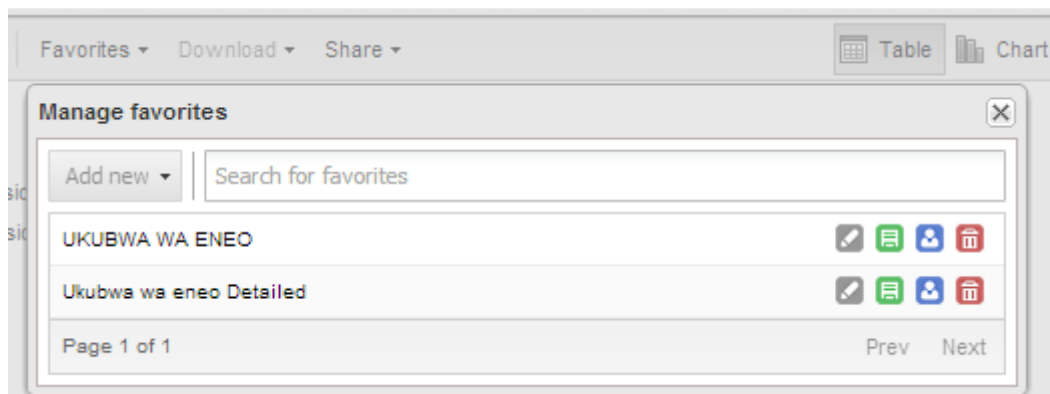 Favorites Download Share Table Chart
Manage favorites
Add new Search for favorites
UKUBWA WA ENEO
Ukubwa wa eneo Detailed
Page 1 of 1 Prev Next